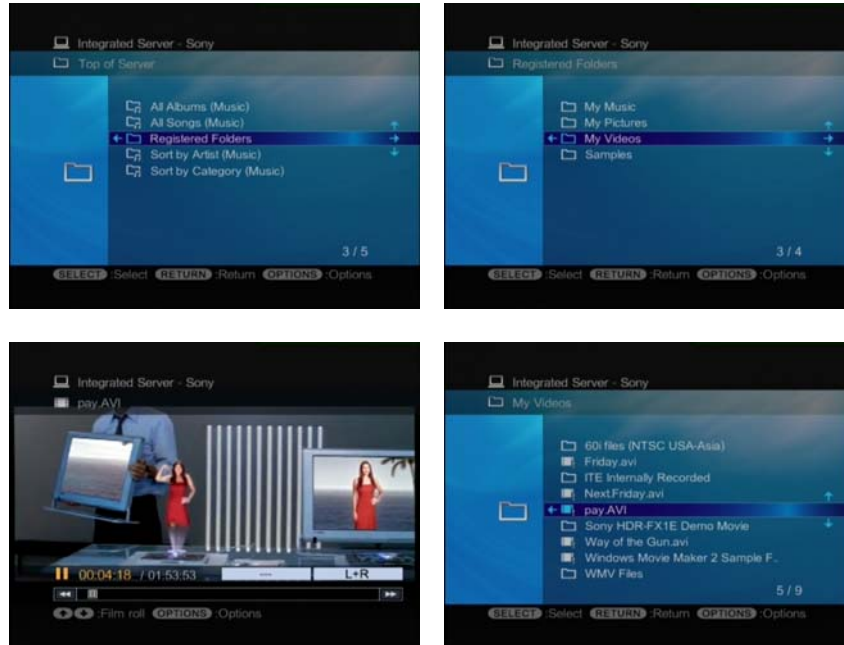 Integrated Server - Sony
Top of Server
All Albums (Music)
All Songs (Music)
Registered Folders
Sort by Artist (Music)
Sort by Category (Music)
3 / 5
SELECT :Select RETURN :Return OPTIONS :Options
Integrated Server - Sony
Registered Folders
My Music
My Pictures
My Videos
Samples
3 / 4
SELECT :Select RETURN :Return OPTIONS :Options
Integrated Server - Sony
pay.AVI
00:04:18 / 01:53:53 --- L+R
:Film roll OPTIONS :Options
Integrated Server - Sony
My Videos
60i files (NTSC USA-Asia)
Friday.avi
ITE Internally Recorded
Next.Friday.avi
pay.AVI
Sony HDR-FX1E Demo Movie
Way of the Gun.avi
Windows Movie Maker 2 Sample F..
WMV Files
5 / 9
SELECT :Select RETURN :Return OPTIONS :Options